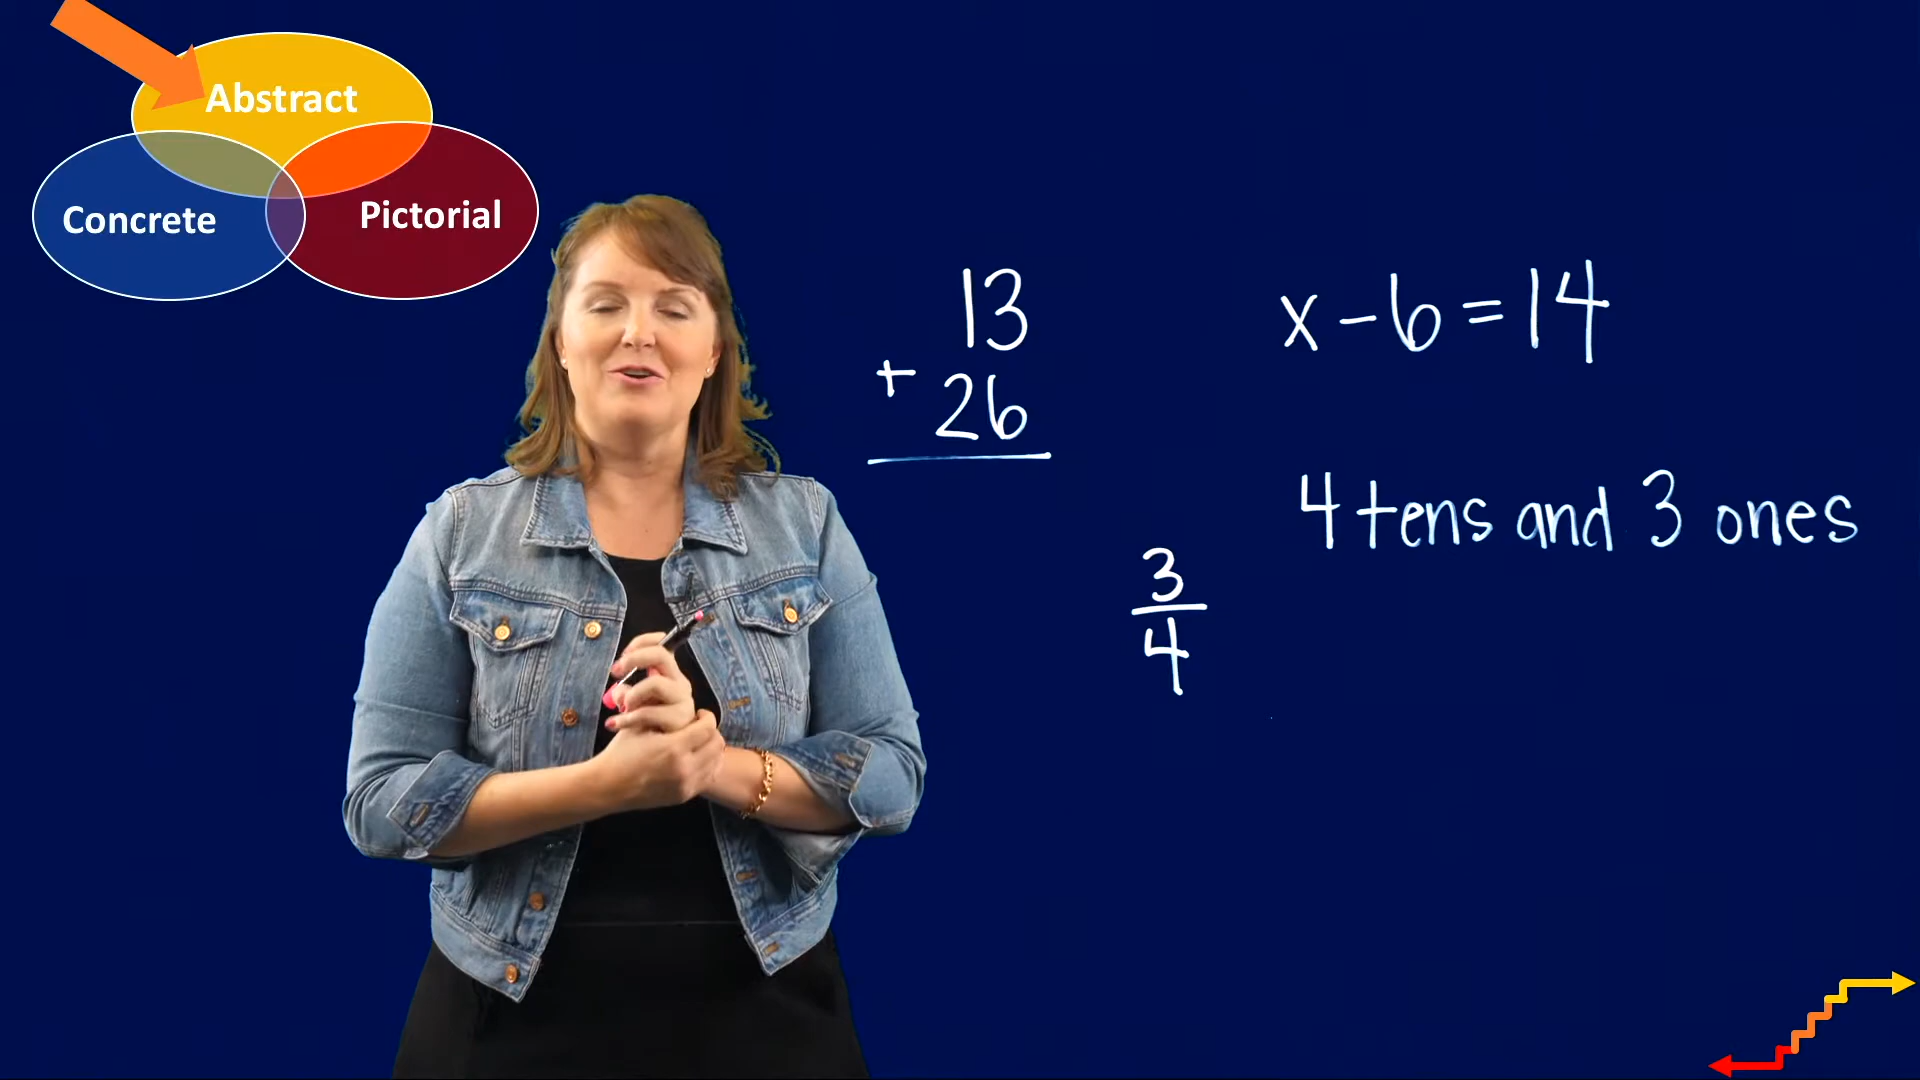 Abstract
Concrete
Pictorial
13
+ 26
x - 6 = 14
4 tens and 3 ones
3
4